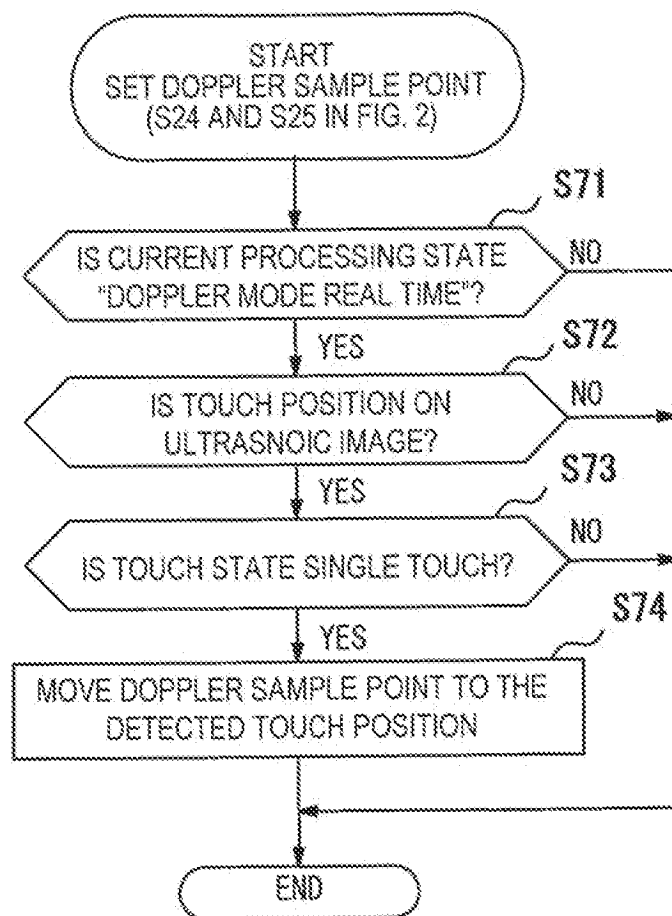 START
SET DOPPLER SAMPLE POINT
(S24 AND S25 IN FIG. 2)
S71
IS CURRENT PROCESSING STATE
"DOPPLER MODE REAL TIME"?
NO
YES
S72
IS TOUCH POSITION ON
ULTRASNOIC IMAGE?
NO
YES
S73
IS TOUCH STATE SINGLE TOUCH?
NO
YES
S74
MOVE DOPPLER SAMPLE POINT TO THE
DETECTED TOUCH POSITION
END